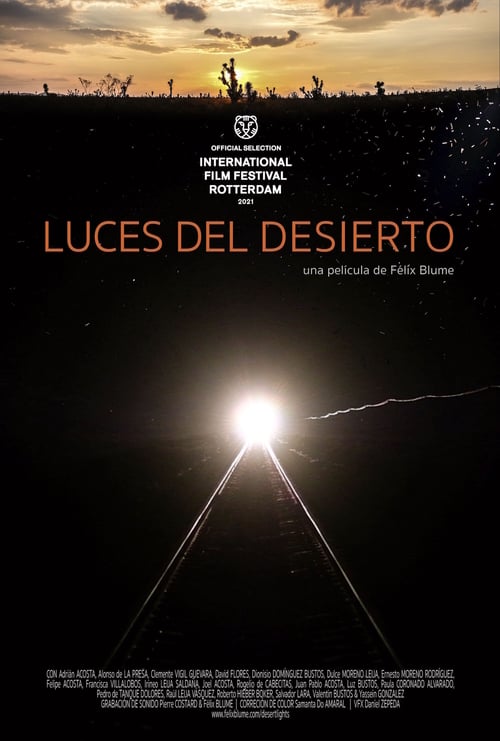 OFFICIAL SELECTION
INTERNATIONAL
FILM FESTIVAL
ROTTERDAM
2021
LUCES DEL DESIERTO
una película de Félix Blume
CON Adrián ACOSTA, Alonso de LA PRESA, Clemente VIGIL GUEVARA, David FLORES, Dionisio DOMÍNGUEZ BUSTOS, Dulce MORENO LEIJA, Ernesto MORENO RODRÍGUEZ,
Felipe ACOSTA, Francisca VILLALOBOS, Irineo LEIJA SALDAÑA, Joel ACOSTA, Rogelio de CABECITAS, Juan Pablo ACOSTA, Luz BUSTOS, Paula CORONADO ALVARADO,
Pedro de TANQUE DOLORES, Raúl LEIJA VÁSQUEZ, Roberto HIEBER BOKER, Salvador LARA, Valentín BUSTOS & Yassein GONZALEZ
GRABACIÓN DE SONIDO Pierre COSTARD & Félix BLUME | CORRECIÓN DE COLOR Samanta Do AMARAL | VFX Daniel ZEPEDA
www.felixblume.com/desertlights